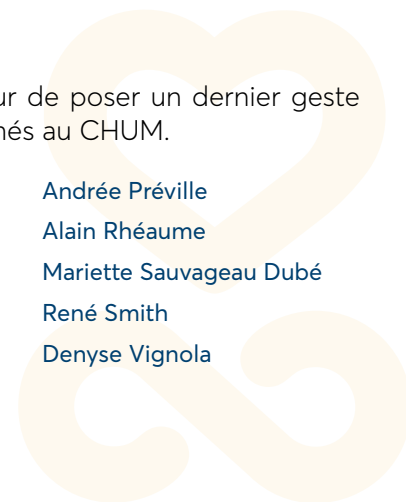 ur de poser un dernier geste
nés au CHUM.
Andrée Préville
Alain Rhéaume
Mariette Sauvageau Dubé
René Smith
Denyse Vignola